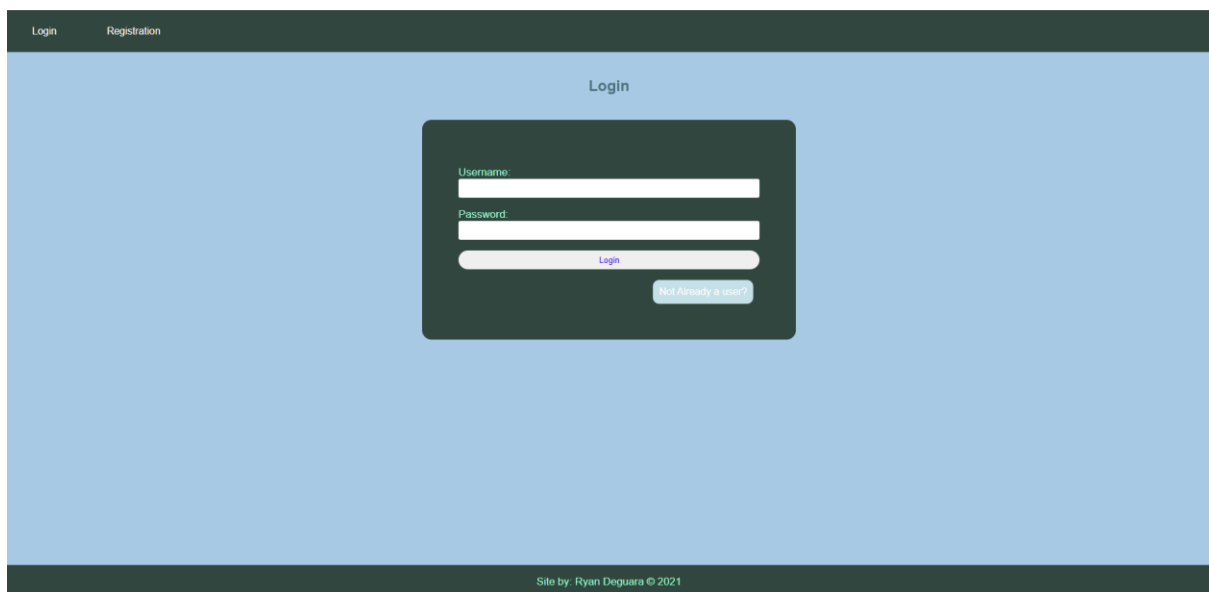 Login Registration
Login
Username:
Password:
Login
Not Already a user?
Site by: Ryan Deguara © 2021